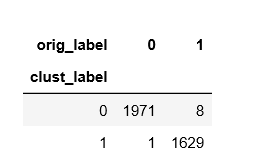 orig_label 0 1
clust_label
0 1971 8
1 1 1629